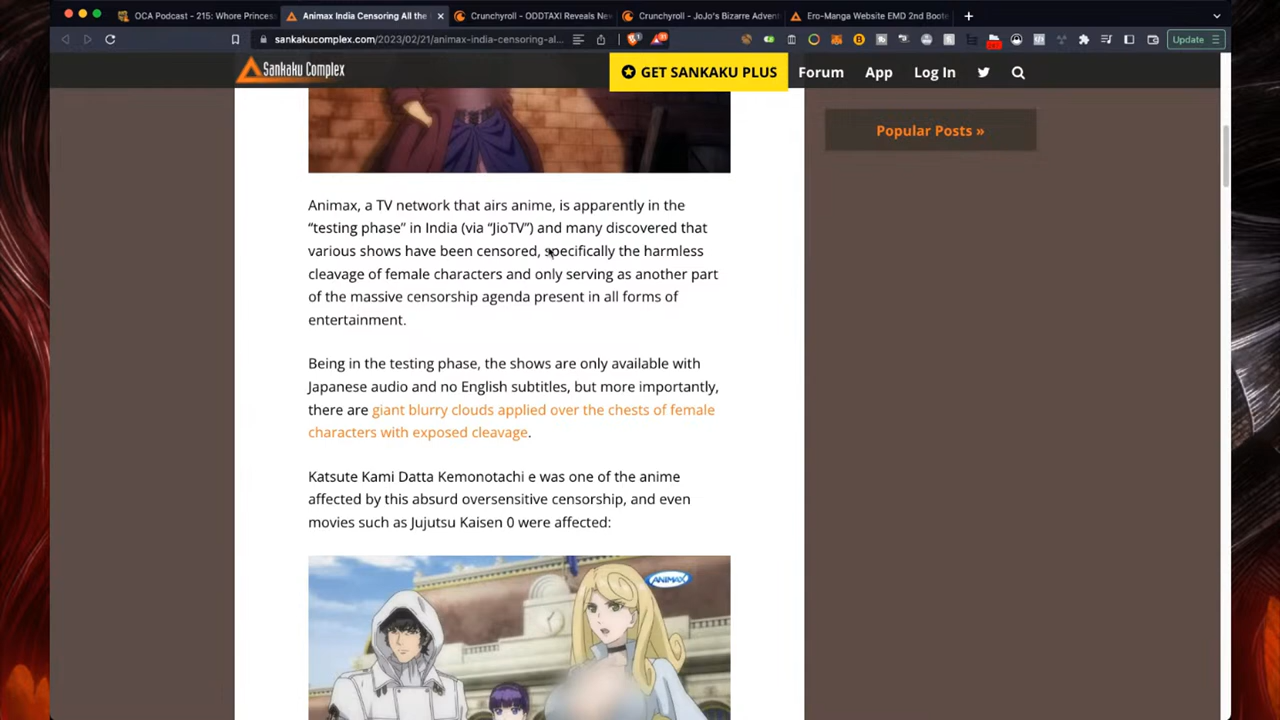 OCA Podcast - 215: Whore Princess
Animax India Censoring All the
Crunchyroll - ODDTAXI Reveals New
Crunchyroll - JoJo's Bizarre Advent
Ero-Manga Website EMD 2nd Boote
sankakucomplex.com/2023/02/21/animax-india-censoring-al...
Update
Sankaku Complex
GET SANKAKU PLUS
Forum
App
Log In
Popular Posts »
Animax, a TV network that airs anime, is apparently in the
“testing phase” in India (via “JioTV”) and many discovered that
various shows have been censored, specifically the harmless
cleavage of female characters and only serving as another part
of the massive censorship agenda present in all forms of
entertainment.
Being in the testing phase, the shows are only available with
Japanese audio and no English subtitles, but more importantly,
there are giant blurry clouds applied over the chests of female
characters with exposed cleavage.
Katsute Kami Datta Kemonotachi e was one of the anime
affected by this absurd oversensitive censorship, and even
movies such as Jujutsu Kaisen 0 were affected:
ANIMAX